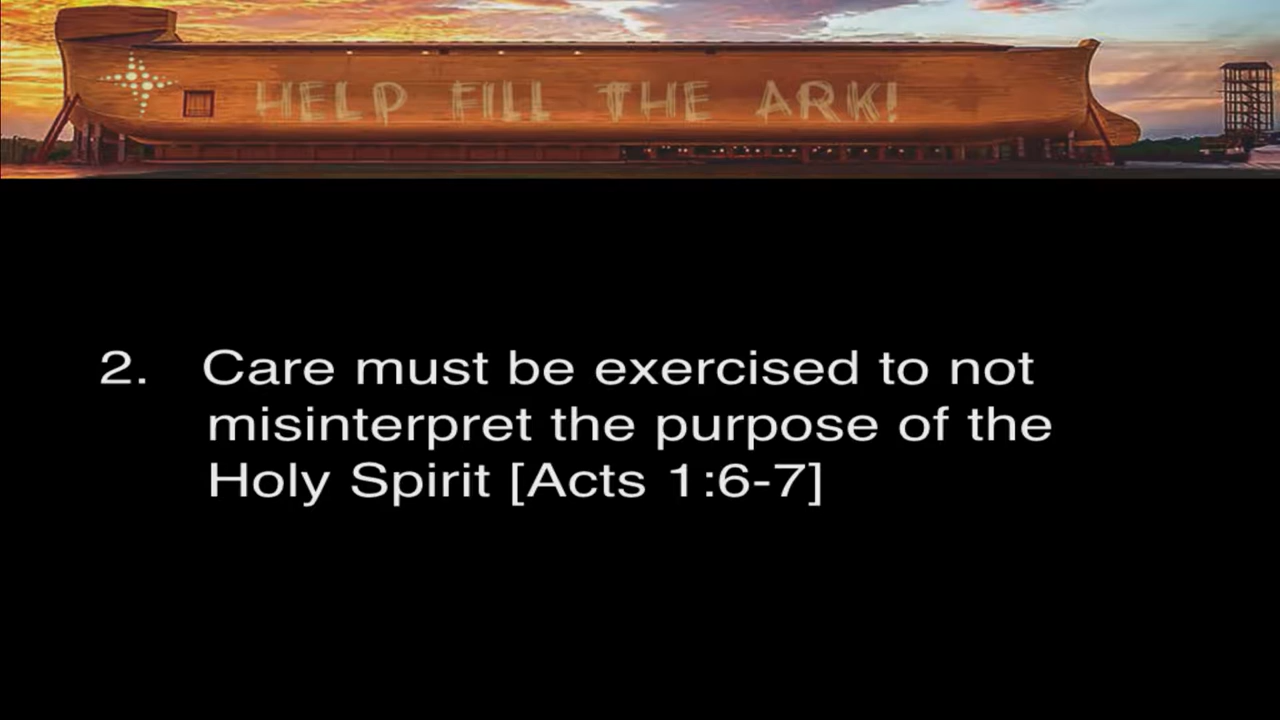 HELP FILL THE ARK!
2. Care must be exercised to not
misinterpret the purpose of the
Holy Spirit [Acts 1:6-7]